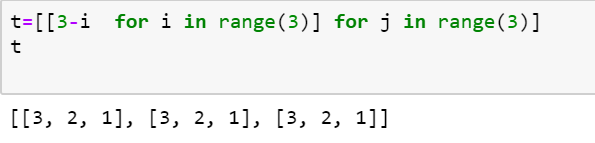 t=[[3-i  for i in range(3)] for j in range(3)]
t
[[3, 2, 1], [3, 2, 1], [3, 2, 1]]